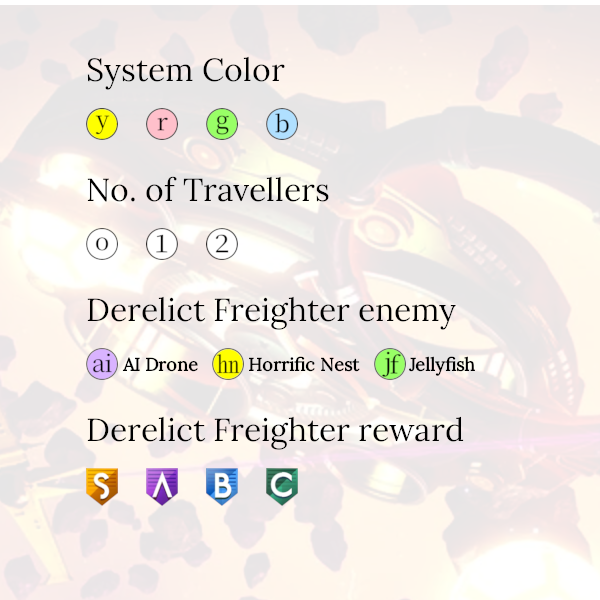 System Color
y r g b
No. of Travellers
0 1 2
Derelict Freighter enemy
ai AI Drone hn Horrific Nest jf Jellyfish
Derelict Freighter reward
S A B C